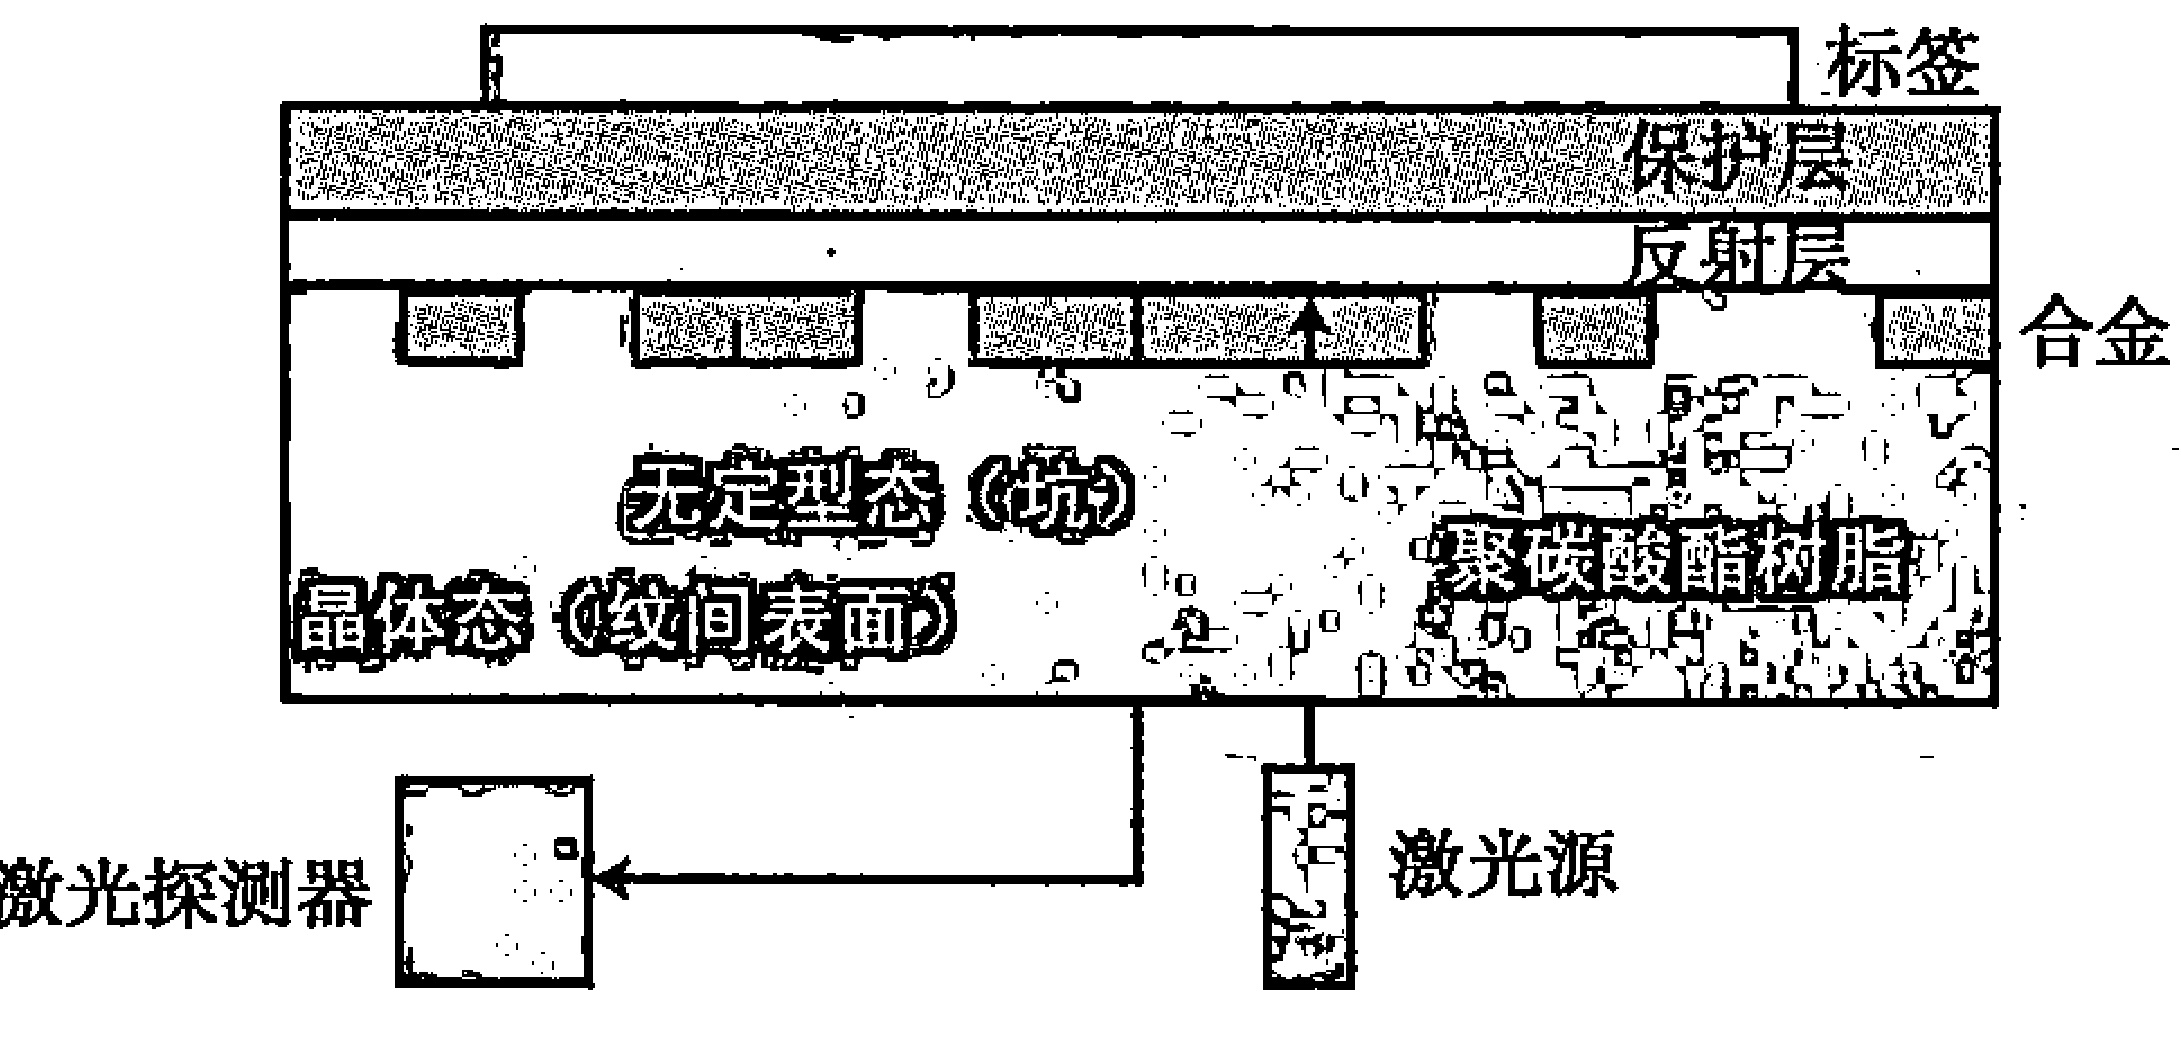 标签
保护层
反射层
合金
无定型态（坑）
聚碳酸酯树脂
晶体态（纹间表面）
激光探测器
激光源